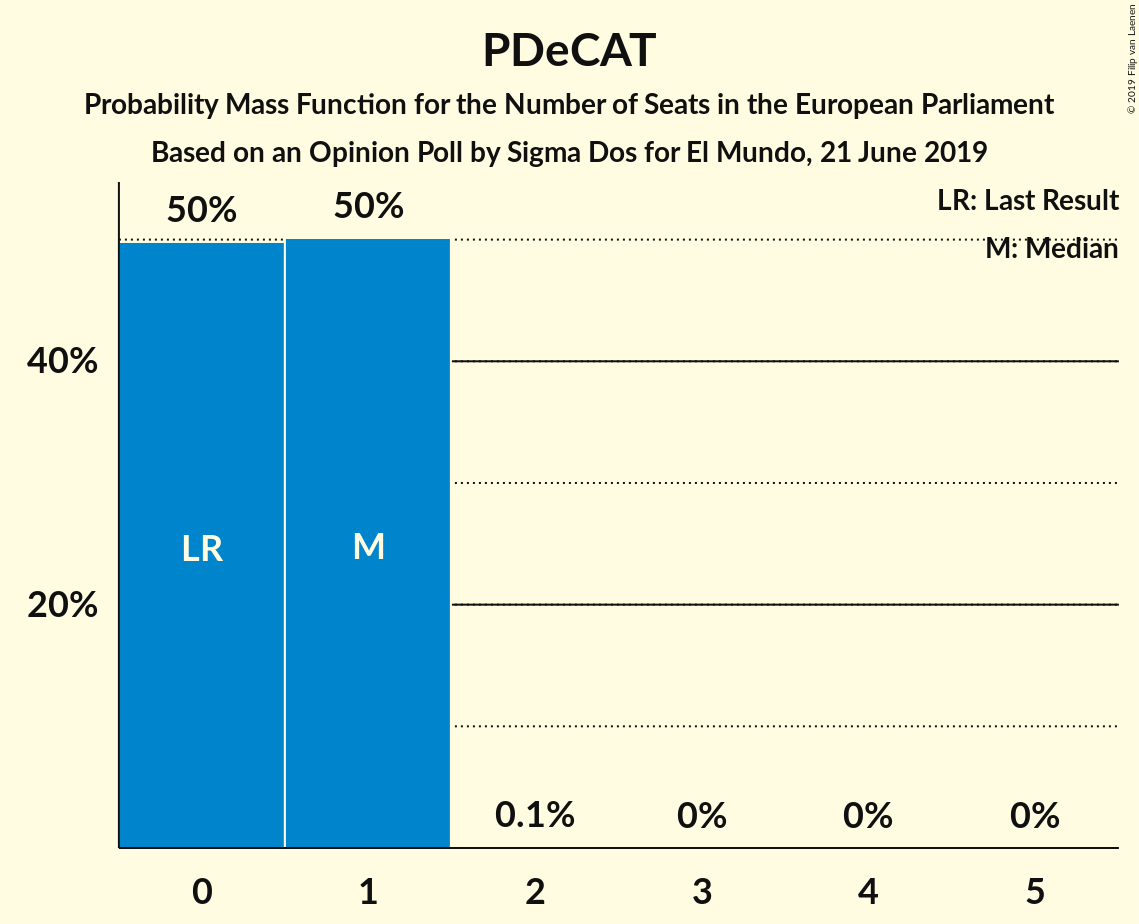 PDeCAT
Probability Mass Function for the Number of Seats in the European Parliament
Based on an Opinion Poll by Sigma Dos for El Mundo, 21 June 2019
© 2019 Filip van Laenen
LR: Last Result
M: Median
50%
50%
40%
20%
LR
M
0.1%
0%
0%
0%
0
1
2
3
4
5